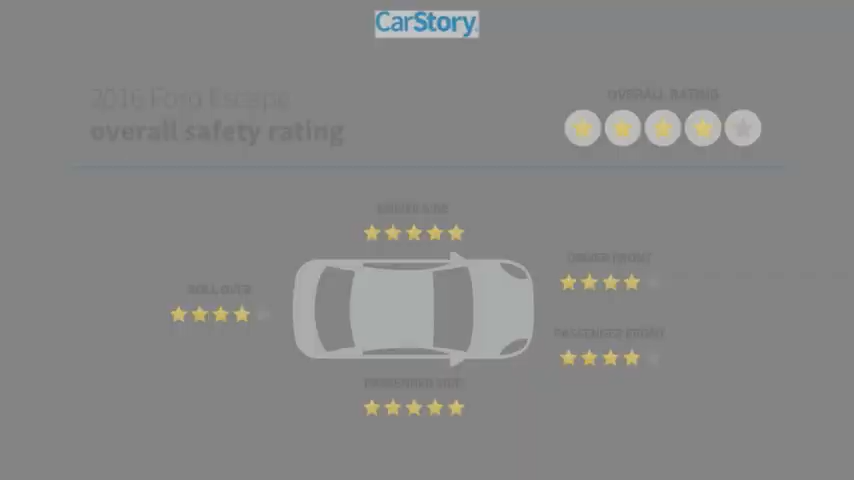 CarStory
2016 Ford Escape
overall safety rating
OVERALL RATING
DRIVER SIDE
DRIVER FRONT
ROLL OVER
PASSENGER FRONT
PASSENGER SIDE